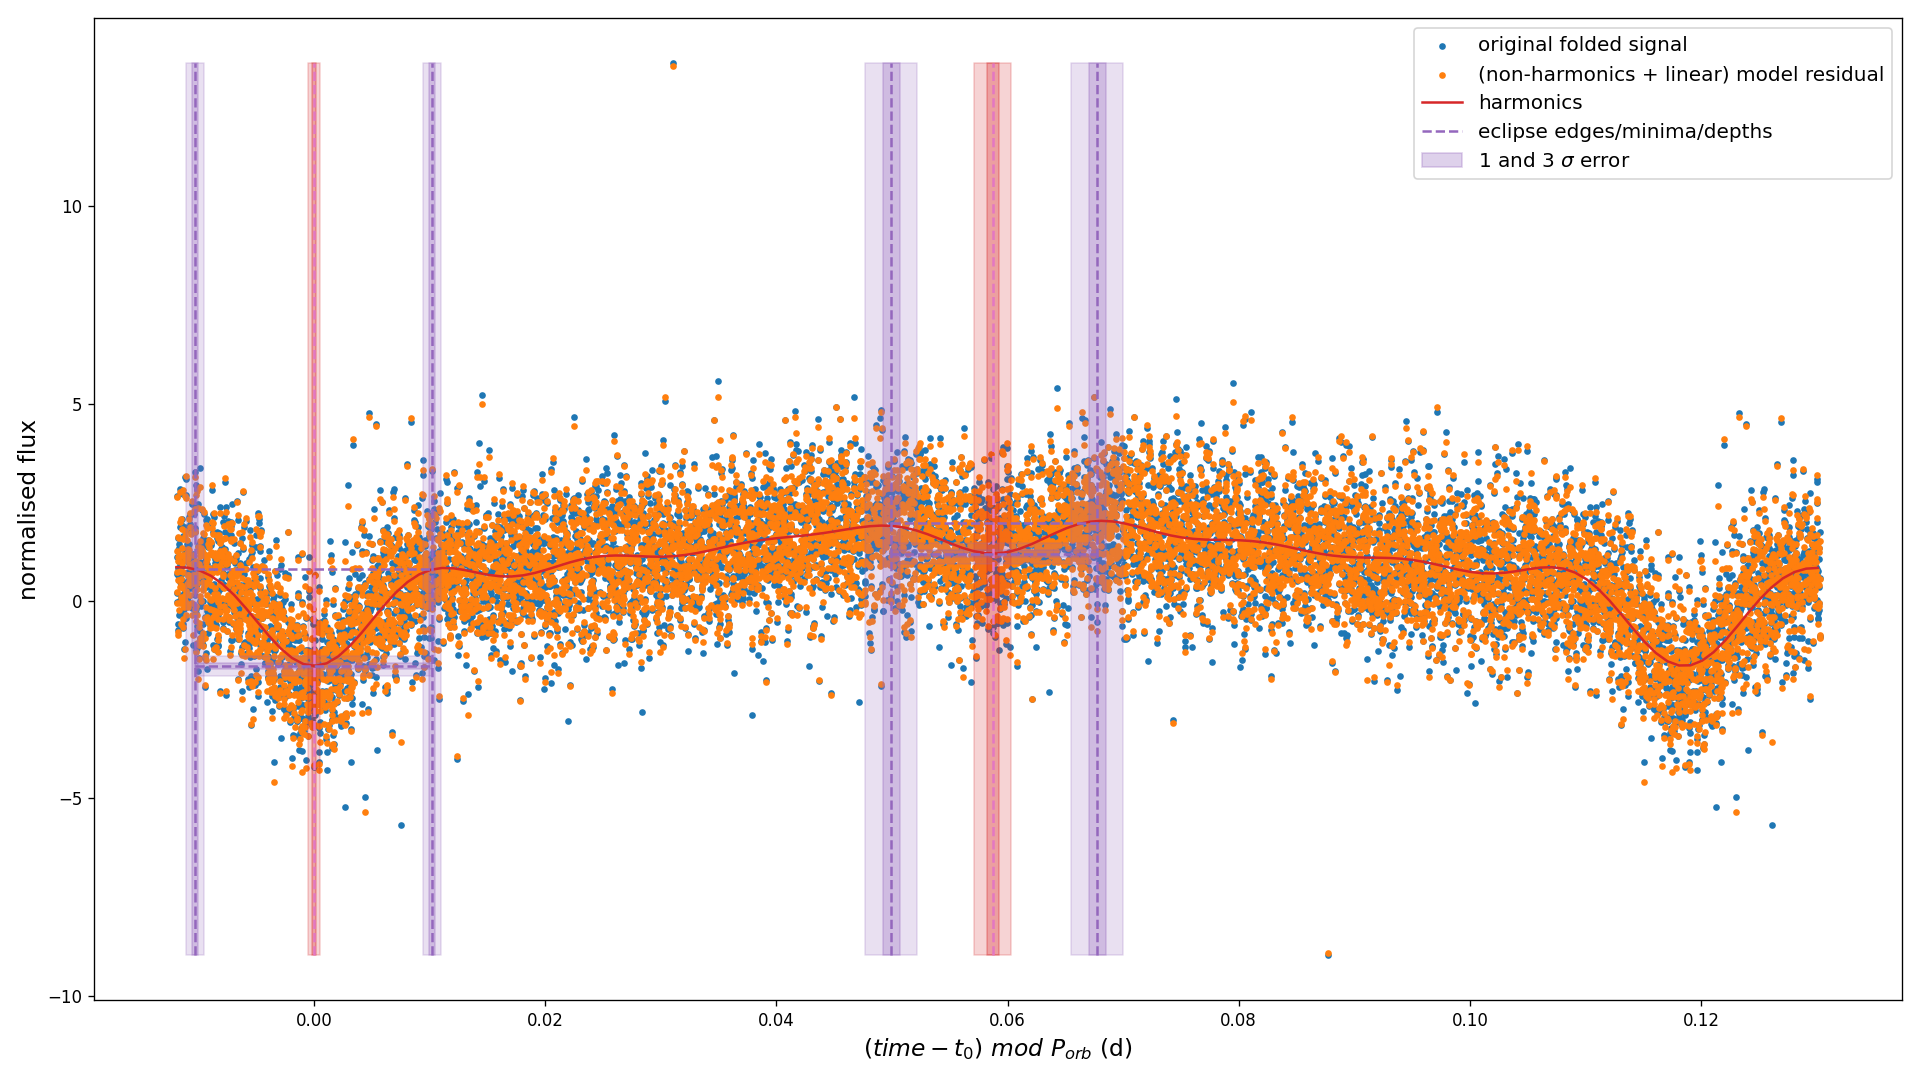 original folded signal
(non-harmonics + linear) model residual
harmonics
eclipse edges/minima/depths
1 and 3 σ error
normalised flux
10
5
0
−5
−10
0.00 0.02 0.04 0.06 0.08 0.10 0.12
(time − t₀) mod Pₒᵣb (d)